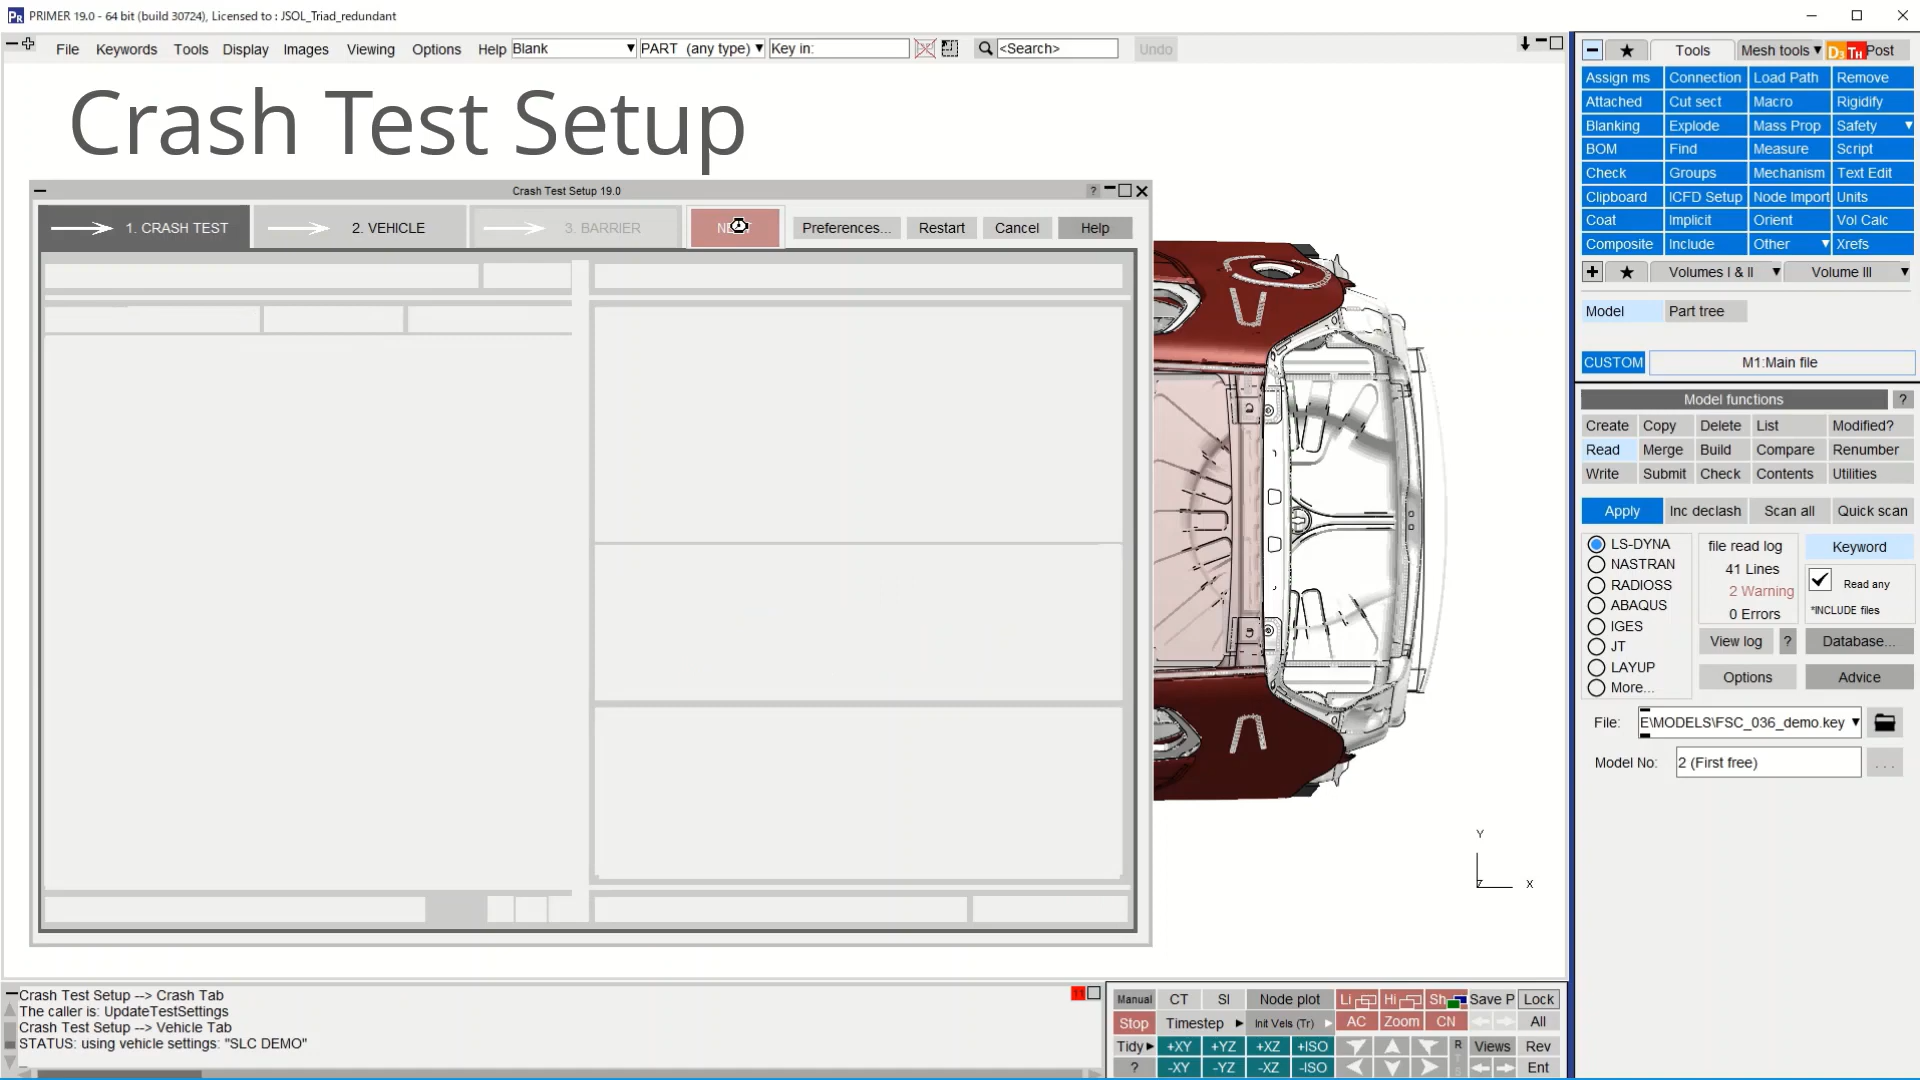 PRIMER 19.0 - 64 bit (build 30724), Licensed to : JSOL_Triad_redundant
File Keywords Tools Display Images Viewing Options Help Blank PART (any type) Key in: <Search> Undo
Crash Test Setup
Crash Test Setup 19.0
1. CRASH TEST 2. VEHICLE 3. BARRIER Preferences... Restart Cancel Help
Tools Mesh tools Post
Assign ms Connection Load Path Remove
Attached Cut sect Macro Rigidify
Blanking Explode Mass Prop Safety
BOM Find Measure Script
Check Groups Mechanism Text Edit
Clipboard ICFD Setup Node Import Units
Coat Implicit Orient Vol Calc
Composite Include Other Xrefs
Volumes I & II Volume III
Model Part tree
CUSTOM M1:Main file
Model functions ?
Create Copy Delete List Modified?
Read Merge Build Compare Renumber
Write Submit Check Contents Utilities
Apply Inc declash Scan all Quick scan
LS-DYNA file read log Keyword
NASTRAN 41 Lines Read any
RADIOSS 2 Warning
ABAQUS 0 Errors *INCLUDE files
IGES
JT View log ? Database...
LAYUP
More... Options Advice
File: E\MODELS\FSC_036_demo.key
Model No: 2 (First free) . . .
Y
Z X
Crash Test Setup --> Crash Tab
The caller is: UpdateTestSettings
Crash Test Setup --> Vehicle Tab
STATUS: using vehicle settings: "SLC DEMO"
Manual CT SI Node plot Li Hi Sh Save P Lock
Stop Timestep Init Vels (Tr) AC Zoom CN All
Tidy +XY +YZ +XZ +ISO R Views Rev
? -XY -YZ -XZ -ISO Ent